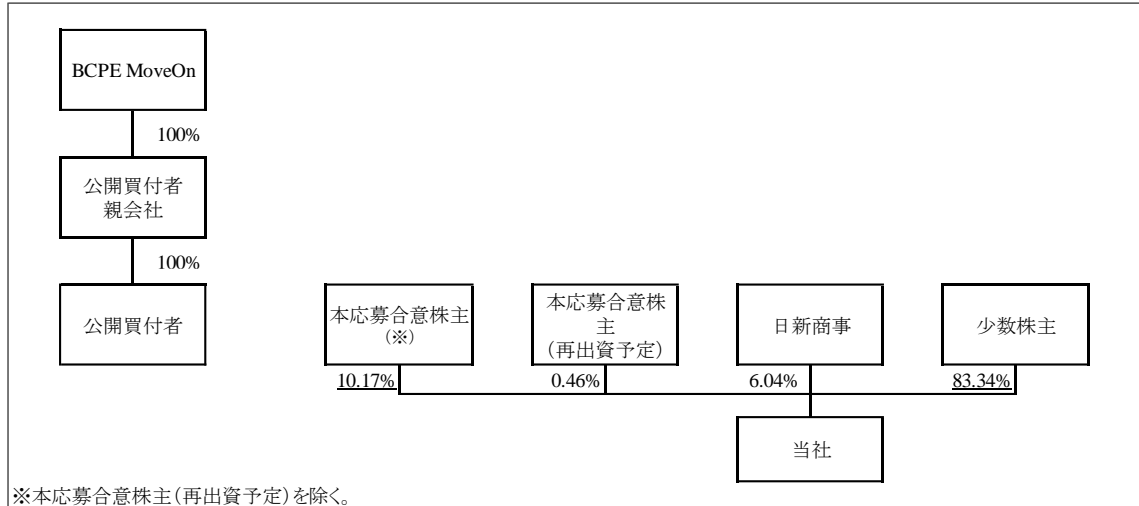 BCPE MoveOn
100%
公開買付者
親会社
100%
公開買付者
本応募合意株主
(※)
本応募合意株
主
(再出資予定)
日新商事
少数株主
10.17%
0.46%
6.04%
83.34%
当社
※本応募合意株主(再出資予定)を除く。